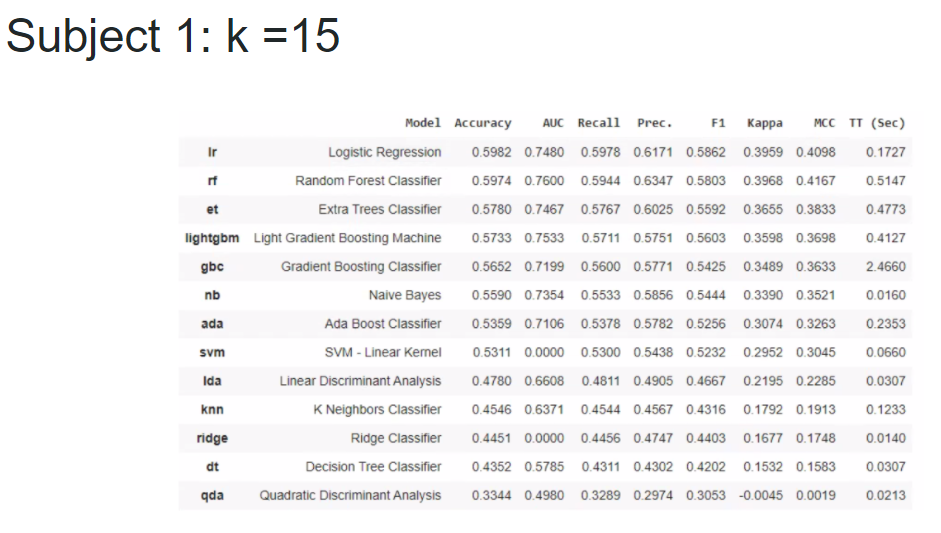 Subject 1: k =15
Model Accuracy AUC Recall Prec. F1 Kappa MCC TT (Sec)
lr Logistic Regression 0.5982 0.7480 0.5978 0.6171 0.5862 0.3959 0.4098 0.1727
rf Random Forest Classifier 0.5974 0.7600 0.5944 0.6347 0.5803 0.3968 0.4167 0.5147
et Extra Trees Classifier 0.5780 0.7467 0.5767 0.6025 0.5592 0.3655 0.3833 0.4773
lightgbm Light Gradient Boosting Machine 0.5733 0.7533 0.5711 0.5751 0.5603 0.3598 0.3698 0.4127
gbc Gradient Boosting Classifier 0.5652 0.7199 0.5600 0.5771 0.5425 0.3489 0.3633 2.4660
nb Naive Bayes 0.5590 0.7354 0.5533 0.5856 0.5444 0.3390 0.3521 0.0160
ada Ada Boost Classifier 0.5359 0.7106 0.5378 0.5782 0.5256 0.3074 0.3263 0.2353
svm SVM - Linear Kernel 0.5311 0.0000 0.5300 0.5438 0.5232 0.2952 0.3045 0.0660
lda Linear Discriminant Analysis 0.4780 0.6608 0.4811 0.4905 0.4667 0.2195 0.2285 0.0307
knn K Neighbors Classifier 0.4546 0.6371 0.4544 0.4567 0.4316 0.1792 0.1913 0.1233
ridge Ridge Classifier 0.4451 0.0000 0.4456 0.4747 0.4403 0.1677 0.1748 0.0140
dt Decision Tree Classifier 0.4352 0.5785 0.4311 0.4302 0.4202 0.1532 0.1583 0.0307
qda Quadratic Discriminant Analysis 0.3344 0.4980 0.3289 0.2974 0.3053 -0.0045 0.0019 0.0213